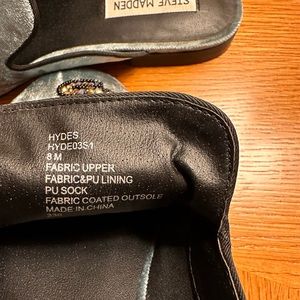 STEVE MADDEN
HYDES
HYDE03S1
8 M
FABRIC UPPER
FABRIC&PU LINING
PU SOCK
FABRIC COATED OUTSOLE
MADE IN CHINA